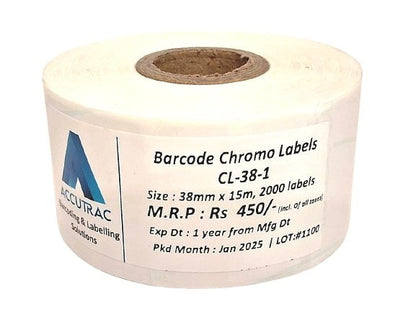 Barcode Chromo Labels
CL-38-1
Size : 38mm x 15m, 2000 labels
M.R.P : Rs 450/-(Incl. Of all taxes)
Exp Dt : 1 year from Mfg Dt
Pkd Month : Jan 2025 | LOT:#1100
ACCUTRAC
Barcoding & Labelling
Solutions